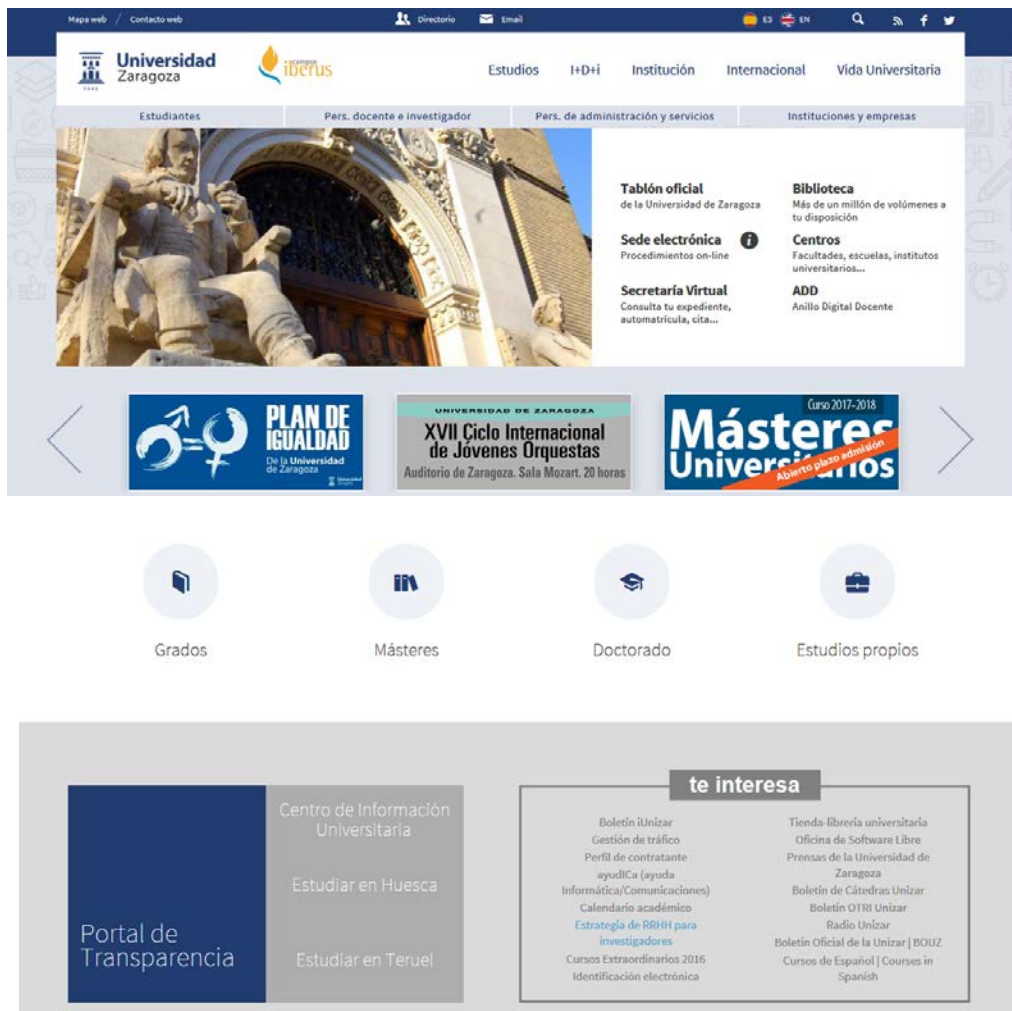 Mapa web / Contacto web
Directorio
Email
ES
EN
Universidad
Zaragoza
campus
iberus
Estudios
I+D+i
Institución
Internacional
Vida Universitaria
Estudiantes
Pers. docente e investigador
Pers. de administración y servicios
Instituciones y empresas
Tablón oficial
de la Universidad de Zaragoza
Sede electrónica
Procedimientos on-line
Secretaría Virtual
Consulta tu expediente,
automatrícula, cita...
Biblioteca
Más de un millón de volúmenes a
tu disposición
Centros
Facultades, escuelas, institutos
universitarios...
ADD
Anillo Digital Docente
PLAN DE
IGUALDAD
De la Universidad
de Zaragoza
UNIVERSIDAD DE ZARAGOZA
XVII Ciclo Internacional
de Jóvenes Orquestas
Auditorio de Zaragoza. Sala Mozart. 20 horas
Curso 2017-2018
Másteres
Universitarios
Abierto plazo admisión
Grados
Másteres
Doctorado
Estudios propios
Portal de
Transparencia
Centro de Información
Universitaria
Estudiar en Huesca
Estudiar en Teruel
te interesa
Boletín iUnizar
Gestión de tráfico
Perfil de contratante
ayudICa (ayuda
Informática/Comunicaciones)
Calendario académico
Estrategia de RRHH para
investigadores
Cursos Extraordinarios 2016
Identificación electrónica
Tienda-librería universitaria
Oficina de Software Libre
Prensas de la Universidad de
Zaragoza
Boletín de Cátedras Unizar
Boletín OTRI Unizar
Radio Unizar
Boletín Oficial de la Unizar | BOUZ
Cursos de Español | Courses in
Spanish